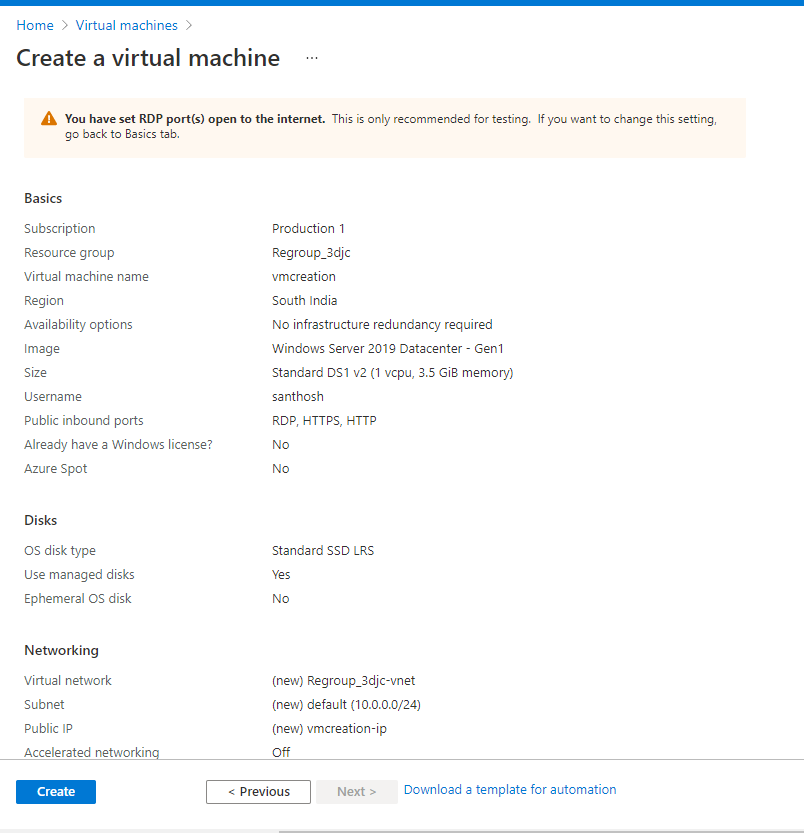 Home > Virtual machines >
Create a virtual machine ...
You have set RDP port(s) open to the internet. This is only recommended for testing. If you want to change this setting,
go back to Basics tab.
Basics
Subscription Production 1
Resource group Regroup_3djc
Virtual machine name vmcreation
Region South India
Availability options No infrastructure redundancy required
Image Windows Server 2019 Datacenter - Gen1
Size Standard DS1 v2 (1 vcpu, 3.5 GiB memory)
Username santhosh
Public inbound ports RDP, HTTPS, HTTP
Already have a Windows license? No
Azure Spot No
Disks
OS disk type Standard SSD LRS
Use managed disks Yes
Ephemeral OS disk No
Networking
Virtual network (new) Regroup_3djc-vnet
Subnet (new) default (10.0.0.0/24)
Public IP (new) vmcreation-ip
Accelerated networking Off
Create < Previous Next > Download a template for automation